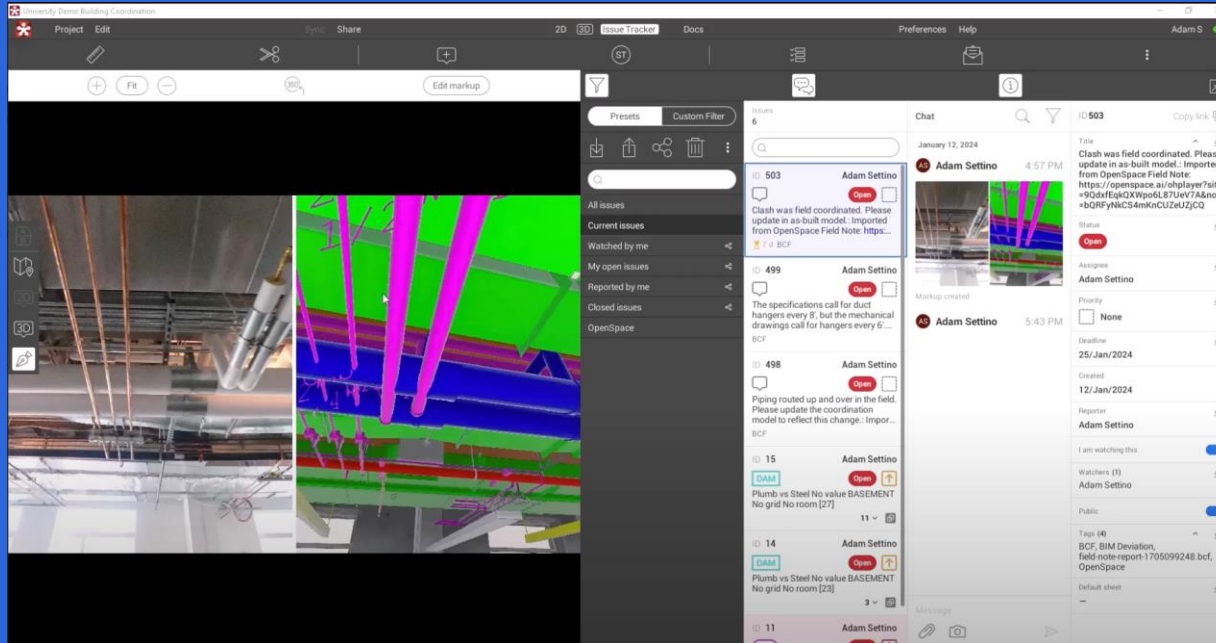 University Demo Building Coordination
Project Edit Sync Share 2D 3D Issue Tracker Docs Preferences Help Adam S
ST
Fit 360 Edit markup
Presets Custom Filter
All issues
Current issues
Watched by me
My open issues
Reported by me
Closed issues
OpenSpace
Issues
6
ID 503 Adam Settino
Open
Clash was field coordinated. Please
update in as-built model.: Imported
from OpenSpace Field Note: https:...
7 d BCF
ID 499 Adam Settino
Open
The specifications call for duct
hangers every 8', but the mechanical
drawings call for hangers every 6'....
BCF
ID 498 Adam Settino
Open
Piping routed up and over in the field.
Please update the coordination
model to reflect this change.: Impor...
BCF
ID 15 Adam Settino
DAM Open
Plumb vs Steel No value BASEMENT
No grid No room [27]
11
ID 14 Adam Settino
DAM Open
Plumb vs Steel No value BASEMENT
No grid No room [23]
3
ID 11 Adam Settino
Chat
January 12, 2024
AS Adam Settino 4:57 PM
Markup created
AS Adam Settino 5:43 PM
Message
ID 503 Copy link
Title
Clash was field coordinated. Pleas
update in as-built model.: Importe
from OpenSpace Field Note:
https://openspace.ai/ohplayer?sit
=9QdxfEqkQXWpo6L87UeV7A&no
=bQRFyNkCS4mKnCUZeUZjCQ
Status
Open
Assignee
Adam Settino
Priority
None
Deadline
25/Jan/2024
Created
12/Jan/2024
Reporter
Adam Settino
I am watching this
Watchers (1)
Adam Settino
Public
Tags (4)
BCF, BIM Deviation,
field-note-report-1705099248.bcf,
OpenSpace
Default sheet
–
2D
3D